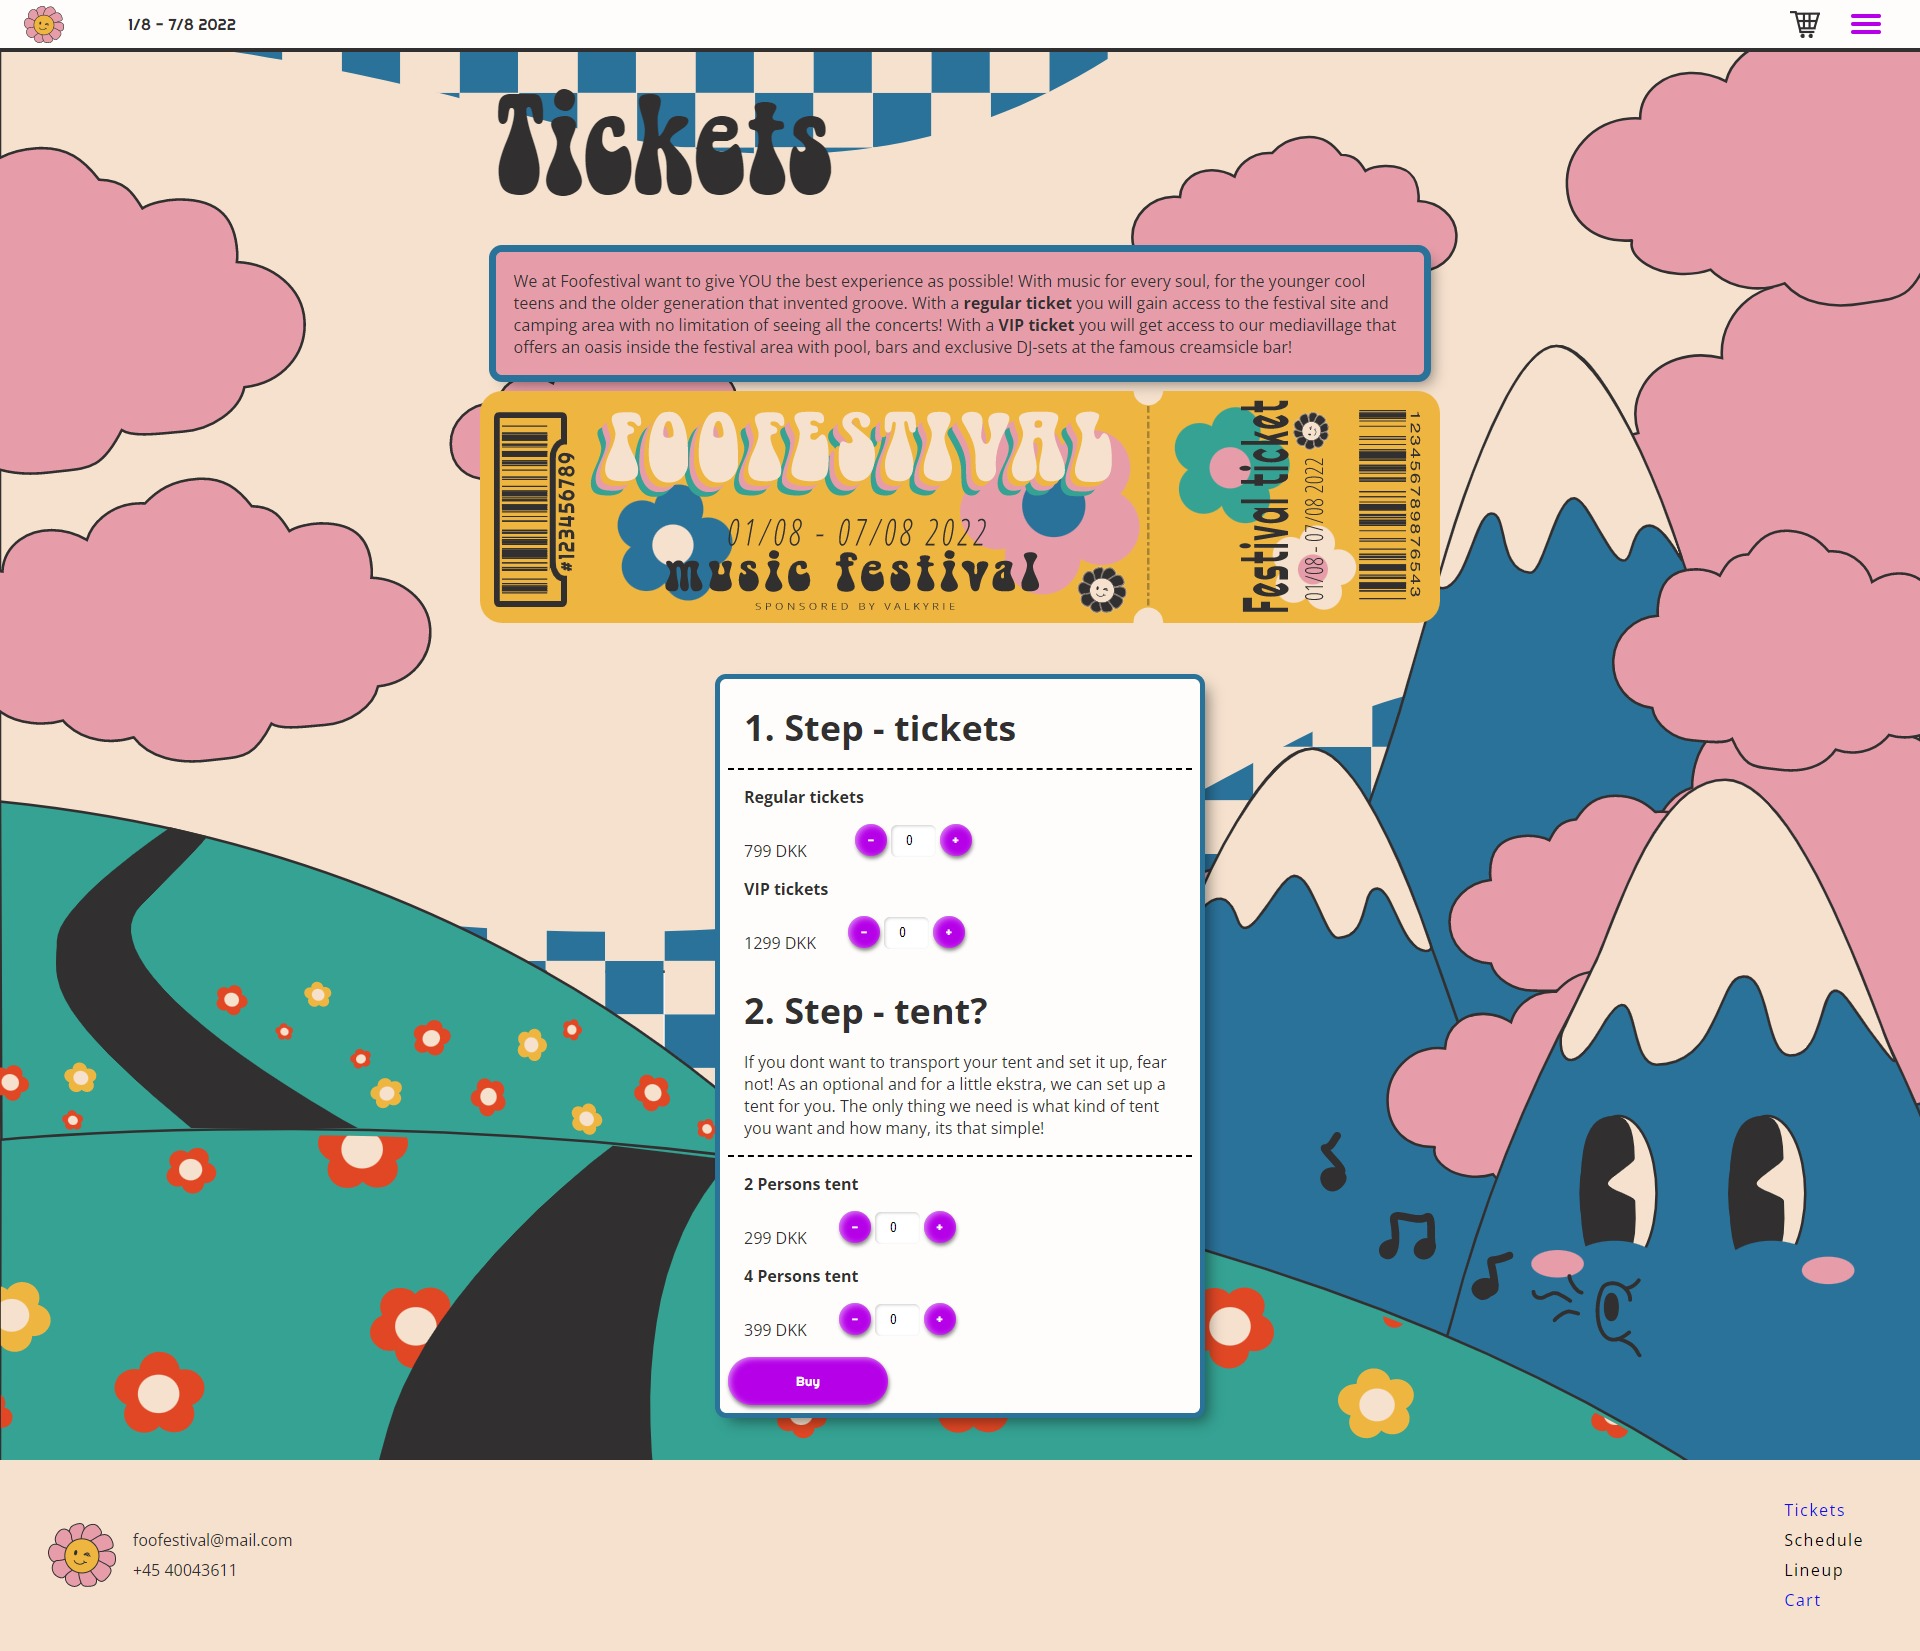 1/8 - 7/8 2022
Tickets
We at Foofestival want to give YOU the best experience as possible! With music for every soul, for the younger cool
teens and the older generation that invented groove. With a regular ticket you will gain access to the festival site and
camping area with no limitation of seeing all the concerts! With a VIP ticket you will get access to our mediavillage that
offers an oasis inside the festival area with pool, bars and exclusive DJ-sets at the famous creamsicle bar!
#123456789
FOOFESTIVAL
01/08 - 07/08 2022
music festival
SPONSORED BY VALKYRIE
Festival ticket
01/08 - 07/08 2022
123456789876543
1. Step - tickets
Regular tickets
799 DKK - 0 +
VIP tickets
1299 DKK - 0 +
2. Step - tent?
If you dont want to transport your tent and set it up, fear
not! As an optional and for a little ekstra, we can set up a
tent for you. The only thing we need is what kind of tent
you want and how many, its that simple!
2 Persons tent
299 DKK - 0 +
4 Persons tent
399 DKK - 0 +
Buy
foofestival@mail.com
+45 40043611
Tickets
Schedule
Lineup
Cart